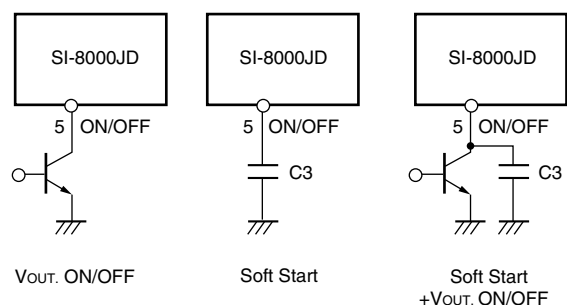 SI-8000JD
5 ON/OFF
VOUT. ON/OFF
SI-8000JD
5 ON/OFF
C3
Soft Start
SI-8000JD
5 ON/OFF
C3
Soft Start
+VOUT. ON/OFF